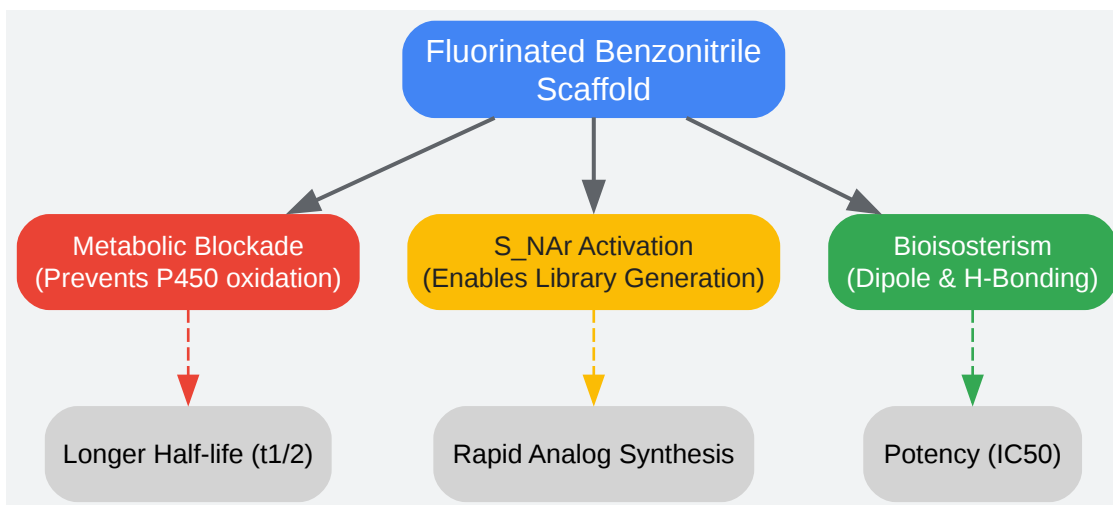 Fluorinated Benzonitrile
Scaffold
Metabolic Blockade
(Prevents P450 oxidation)
S_NAr Activation
(Enables Library Generation)
Bioisosterism
(Dipole & H-Bonding)
Longer Half-life (t1/2)
Rapid Analog Synthesis
Potency (IC50)